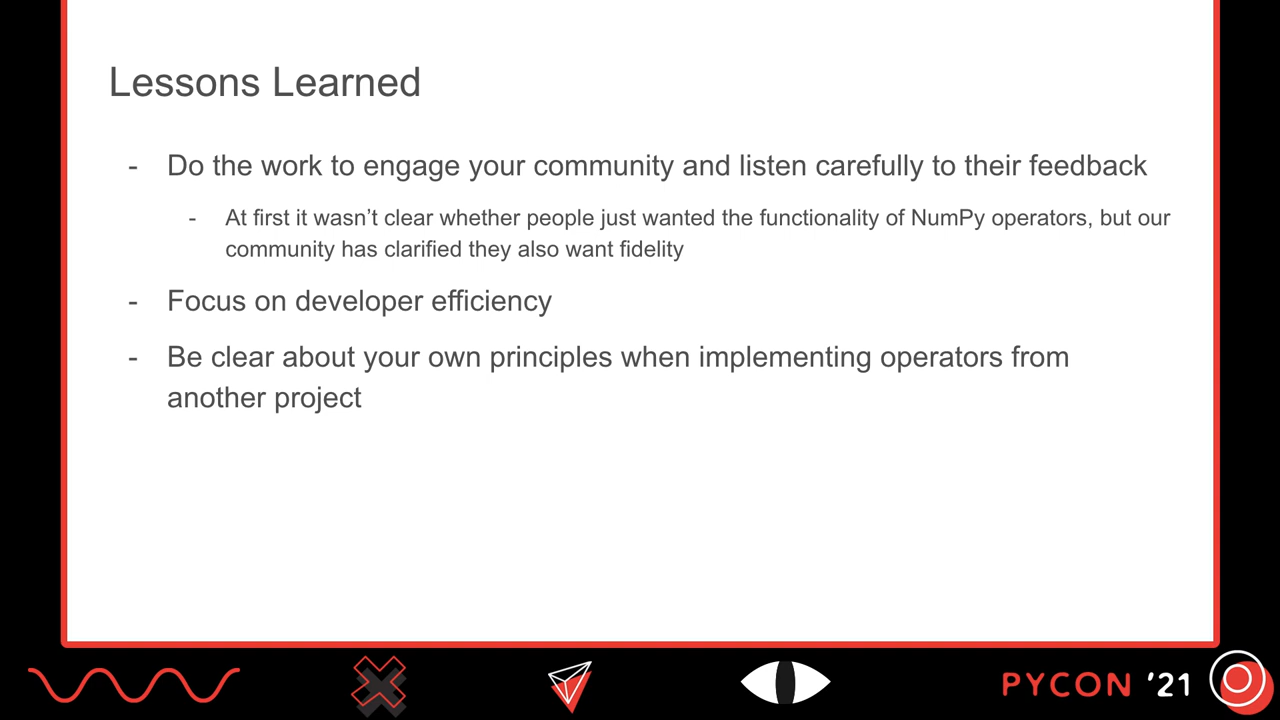 Lessons Learned
- Do the work to engage your community and listen carefully to their feedback
- At first it wasn’t clear whether people just wanted the functionality of NumPy operators, but our
community has clarified they also want fidelity
- Focus on developer efficiency
- Be clear about your own principles when implementing operators from
another project
PYCON ’21